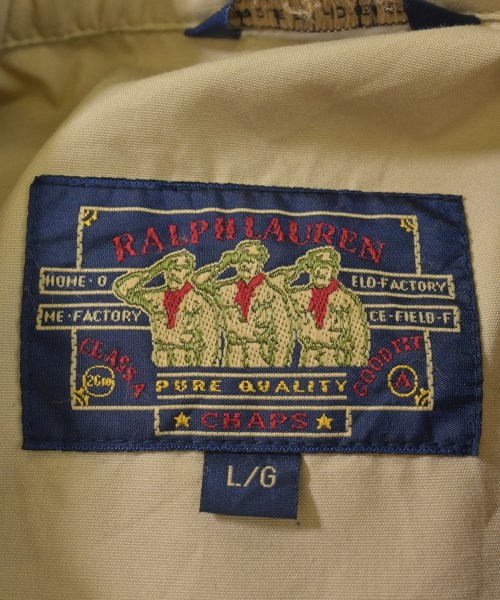 RALPH LAUREN
HOME·O
ELD-FACTORY
ME·FACTORY
CE-FIELD-F
CLASS A
GOOD FIT
PURE QUALITY
A
★ CHAPS ★
L/G